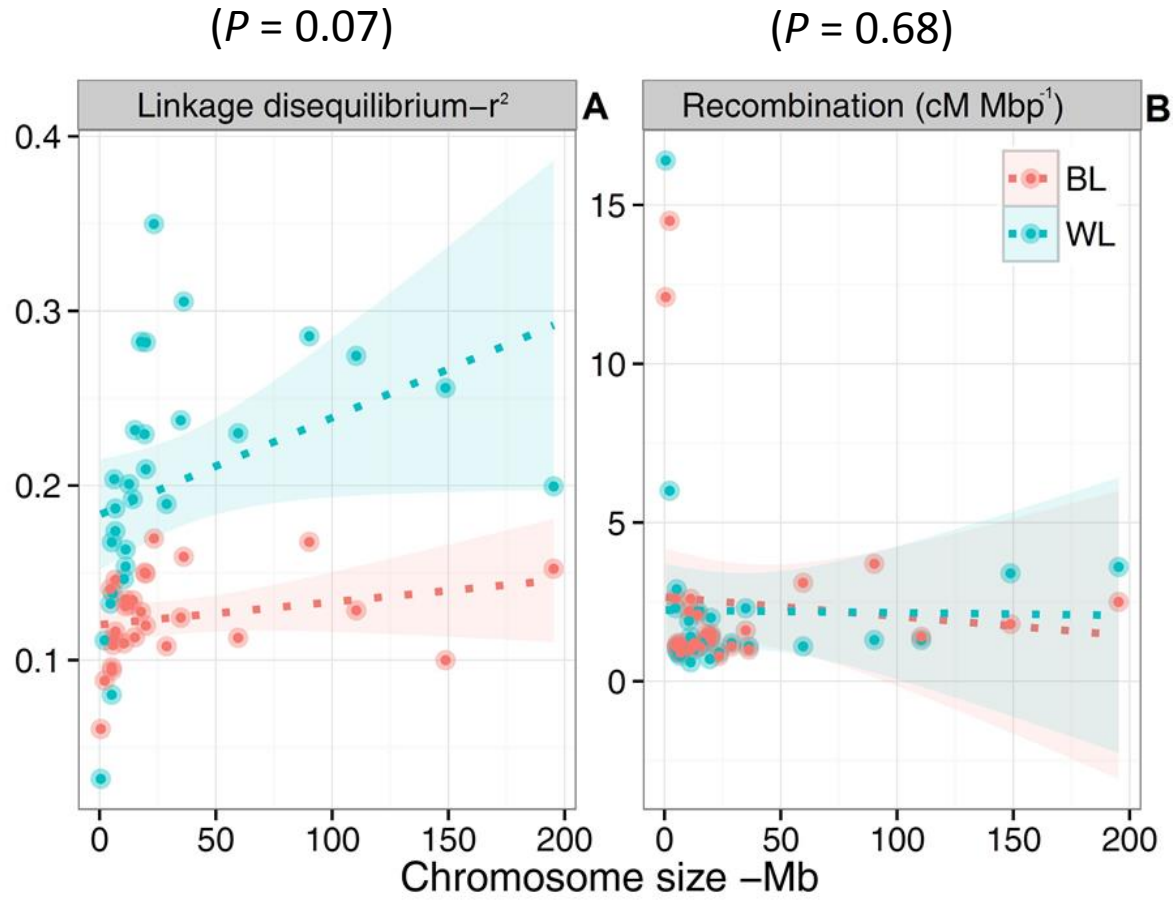 (P = 0.07)
(P = 0.68)
Linkage disequilibrium−r²
A
Recombination (cM Mbp⁻¹)
B
0.4
0.3
0.2
0.1
15
10
5
0
BL
WL
0 50 100 150 200
0 50 100 150 200
Chromosome size −Mb